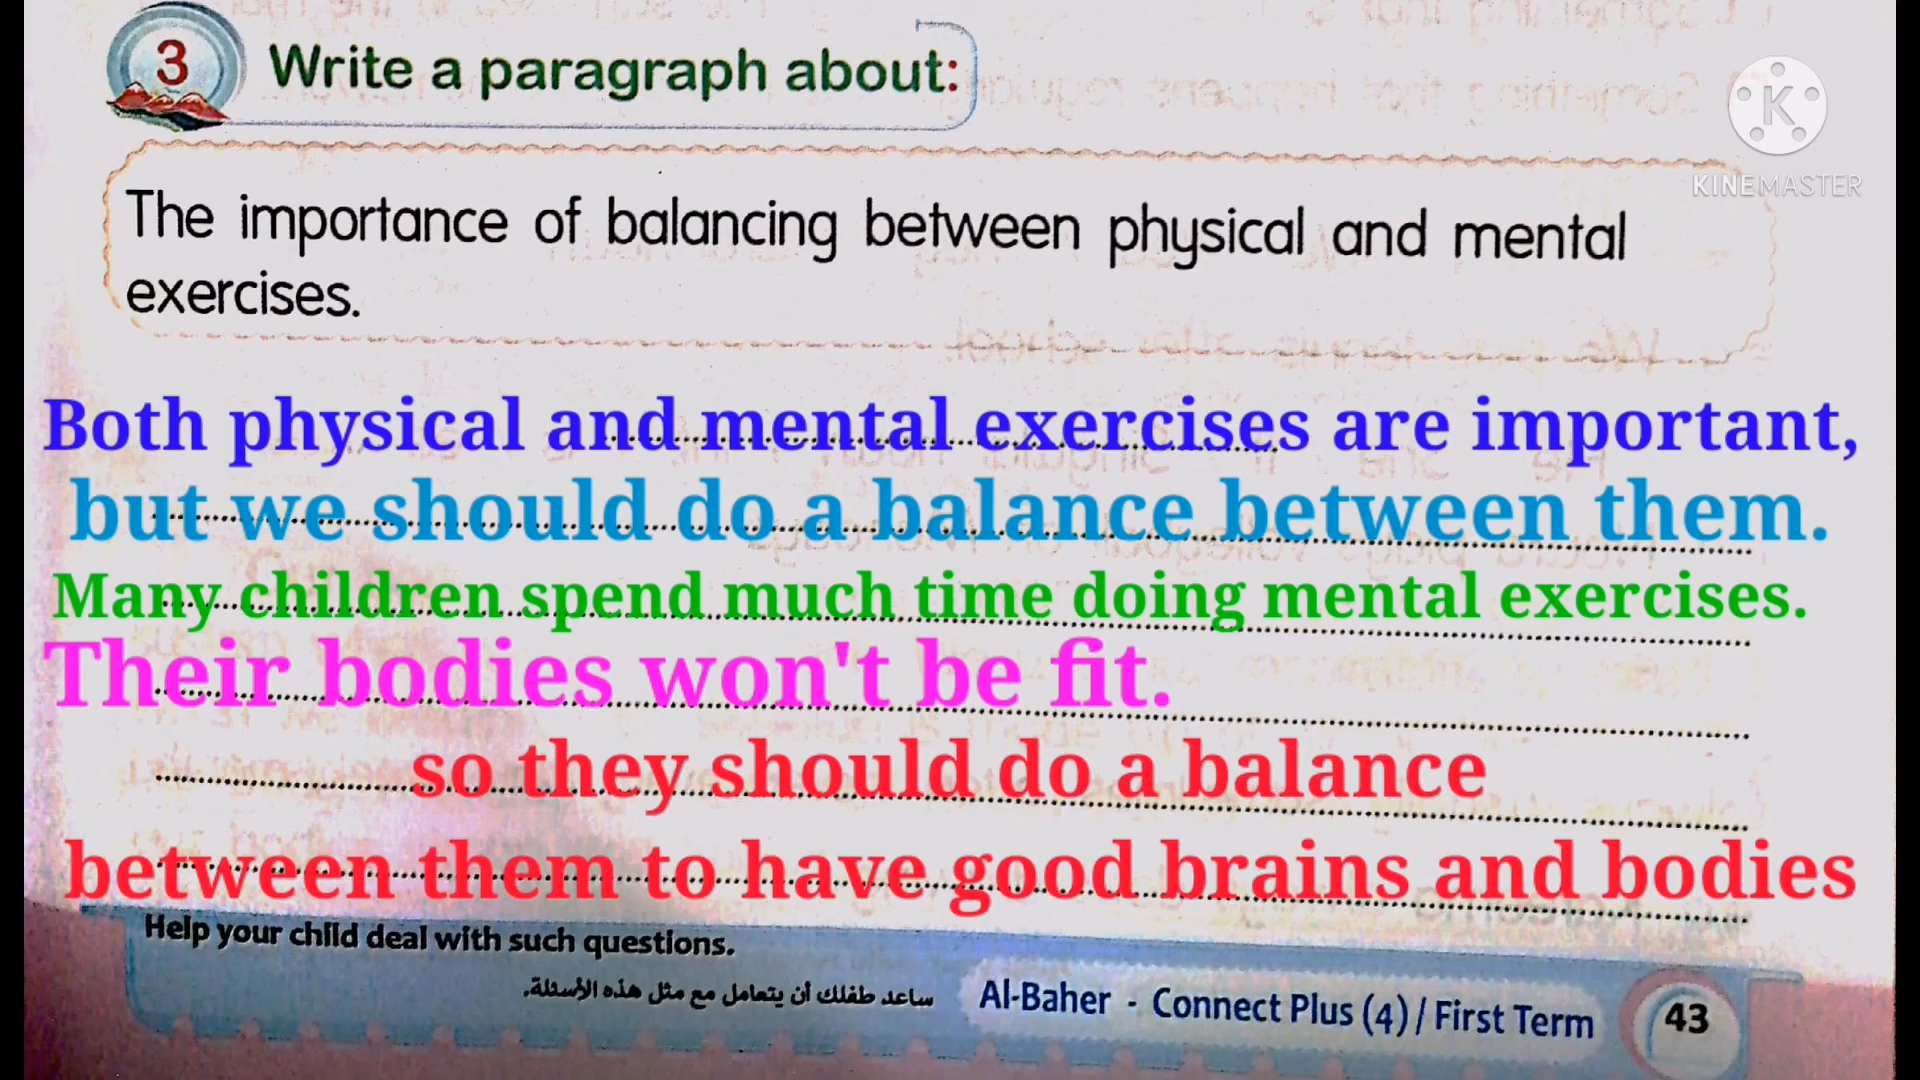 3 Write a paragraph about:
K
KINEMASTER
The importance of balancing between physical and mental
exercises.
Both physical and mental exercises are important,
but we should do a balance between them.
Many children spend much time doing mental exercises.
Their bodies won't be fit.
so they should do a balance
between them to have good brains and bodies
Help your child deal with such questions.
ساعد طفلك أن يتعامل مع مثل هذه الأسئلة.
Al-Baher - Connect Plus (4) / First Term
43